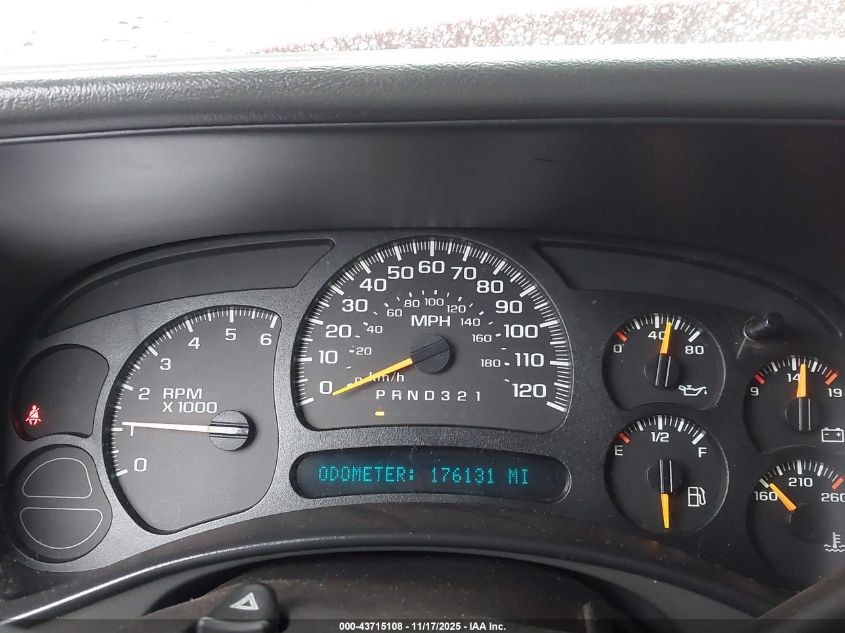 0 1 2 3 4 5 6
RPM
X 1000
0 10 20 30 40 50 60 70 80 90 100 110 120
20 40 60 80 100 120 140 160 180
MPH
km/h
P R N D 3 2 1
ODOMETER: 176131 MI
0 40 80
9 14 19
E 1/2 F
160 210 260
000-43715108 - 11/17/2025 - IAA Inc.